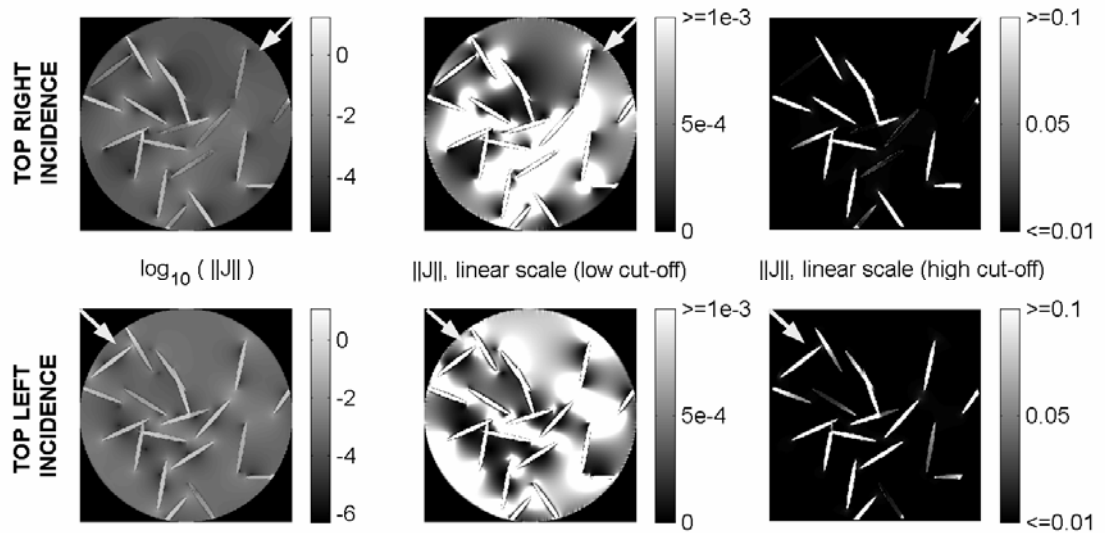 TOP RIGHT
INCIDENCE
0
-2
-4
>=1e-3
5e-4
0
>=0.1
0.05
<=0.01
log10 ( ||J|| )
||J||, linear scale (low cut-off)
||J||, linear scale (high cut-off)
TOP LEFT
INCIDENCE
0
-2
-4
-6
>=1e-3
5e-4
0
>=0.1
0.05
<=0.01